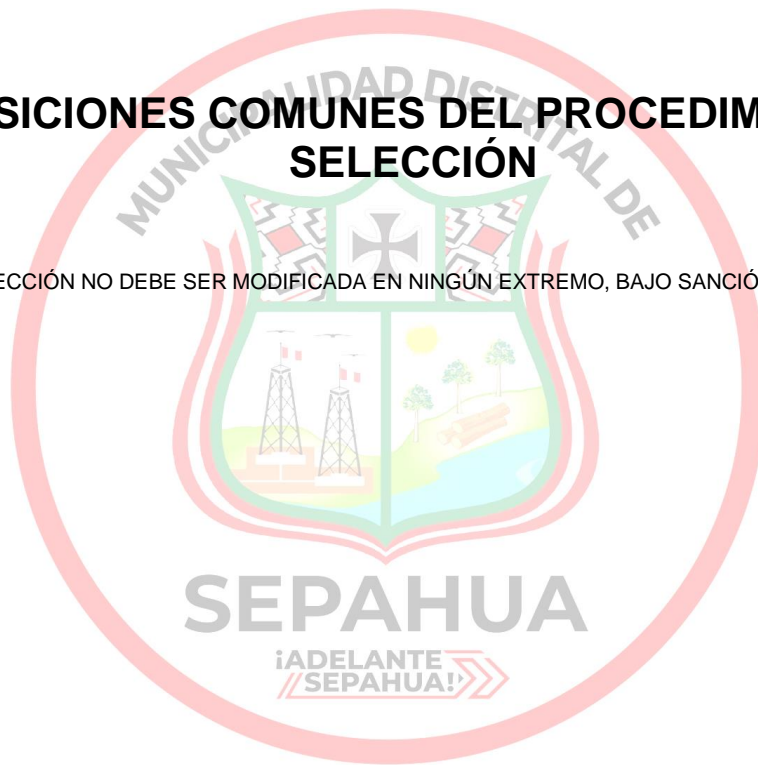 MUNICIPALIDAD DISTRITAL DE
SICIONES COMUNES DEL PROCEDIM
SELECCIÓN
ECCIÓN NO DEBE SER MODIFICADA EN NINGÚN EXTREMO, BAJO SANCIÓ
SEPAHUA
¡ADELANTE
SEPAHUA!